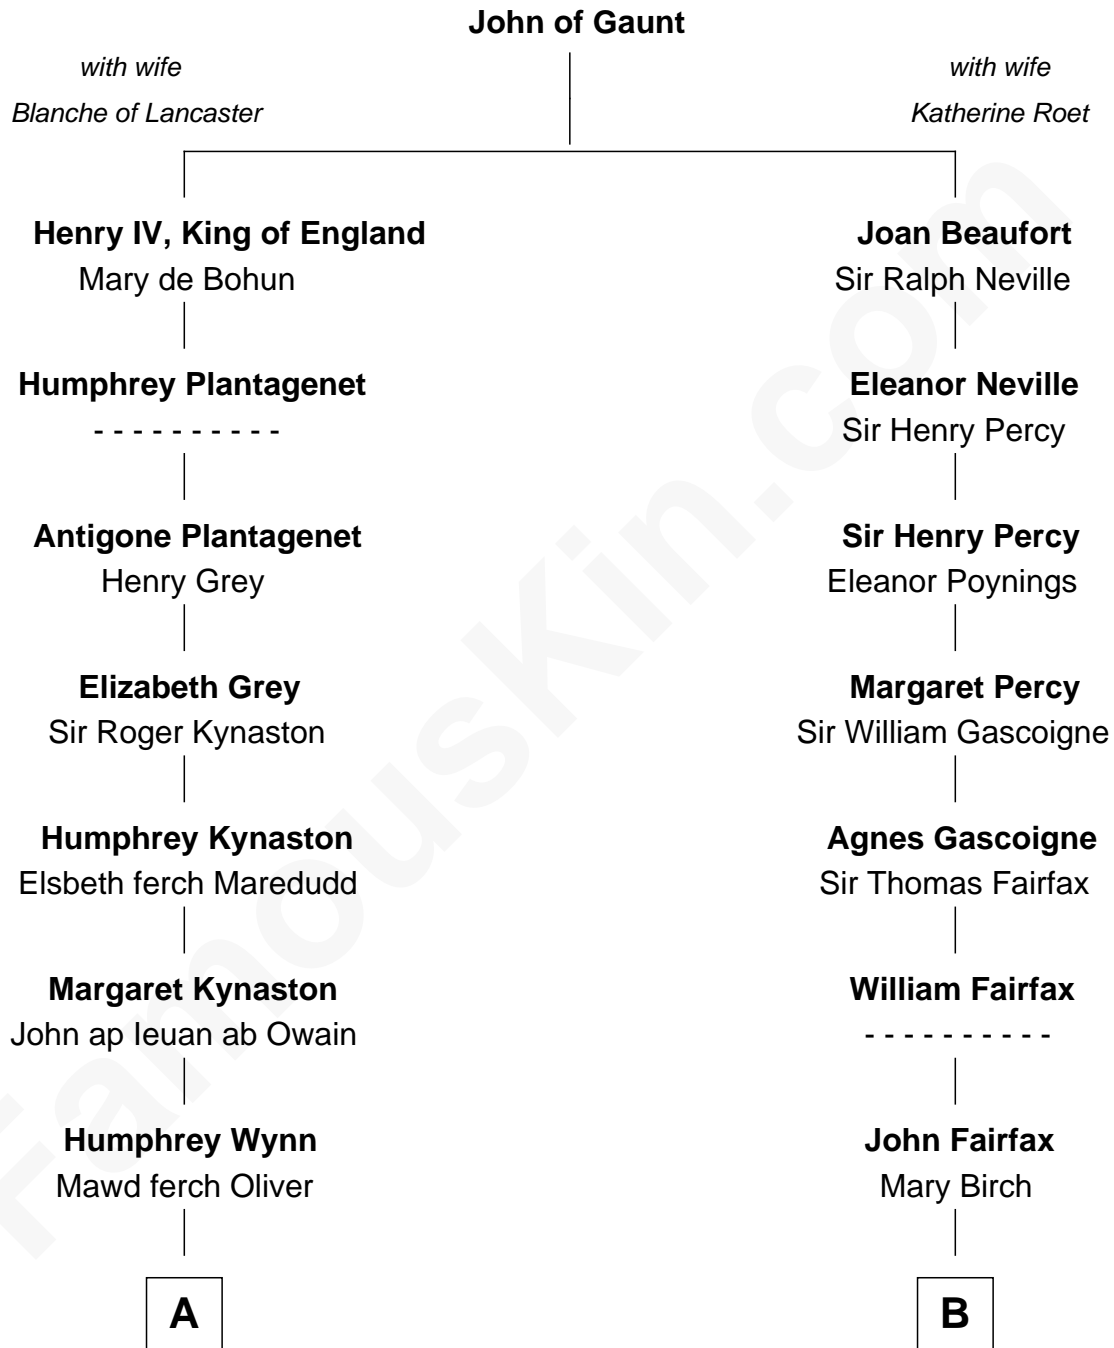 John of Gaunt
with wife
Blanche of Lancaster
with wife
Katherine Roet
Henry IV, King of England
Mary de Bohun
Joan Beaufort
Sir Ralph Neville
Humphrey Plantagenet
- - - - - - - - - -
Eleanor Neville
Sir Henry Percy
Antigone Plantagenet
Henry Grey
Sir Henry Percy
Eleanor Poynings
Elizabeth Grey
Sir Roger Kynaston
Margaret Percy
Sir William Gascoigne
Humphrey Kynaston
Elsbeth ferch Maredudd
Agnes Gascoigne
Sir Thomas Fairfax
Margaret Kynaston
John ap Ieuan ab Owain
William Fairfax
- - - - - - - - - -
Humphrey Wynn
Mawd ferch Oliver
John Fairfax
Mary Birch
A
B
FamousKin.com